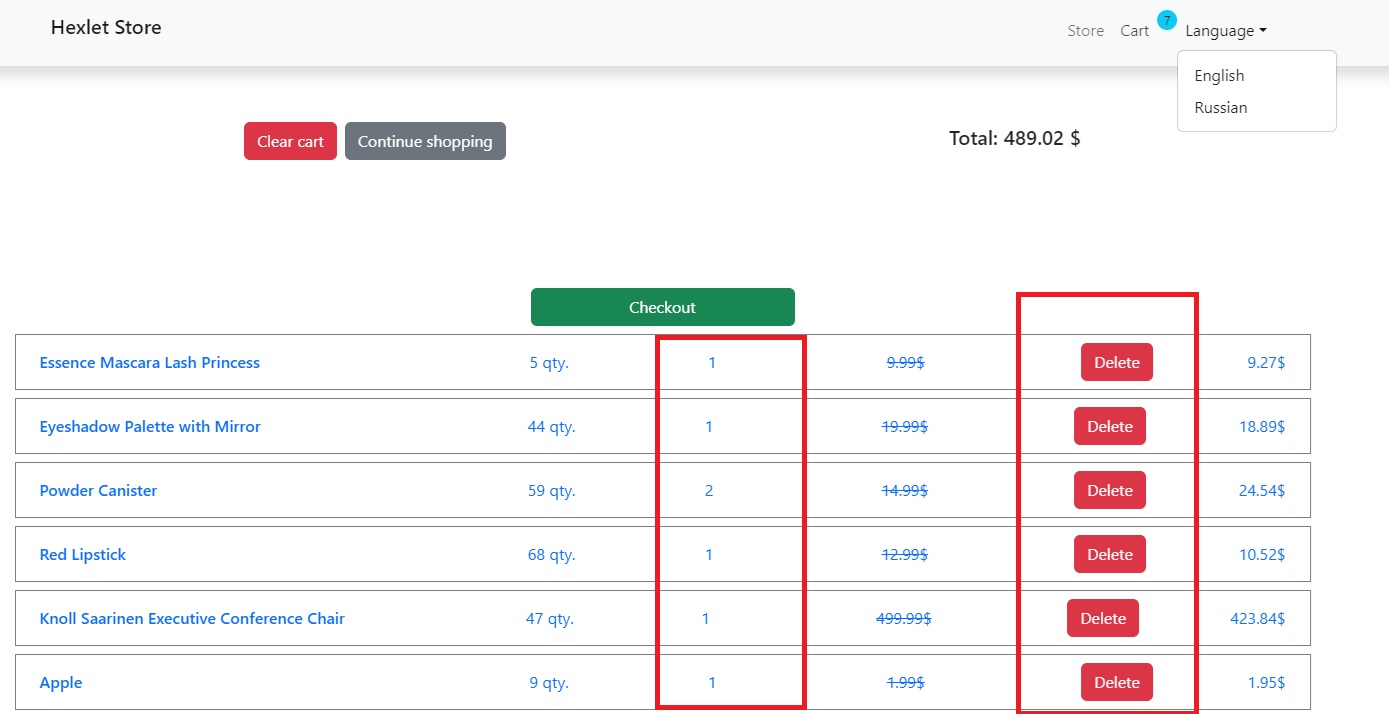 Hexlet Store Store Cart 7 Language
English
Russian
Clear cart Continue shopping Total: 489.02 $
Checkout
Essence Mascara Lash Princess 5 qty. 1 9.99$ Delete 9.27$
Eyeshadow Palette with Mirror 44 qty. 1 19.99$ Delete 18.89$
Powder Canister 59 qty. 2 14.99$ Delete 24.54$
Red Lipstick 68 qty. 1 12.99$ Delete 10.52$
Knoll Saarinen Executive Conference Chair 47 qty. 1 499.99$ Delete 423.84$
Apple 9 qty. 1 1.99$ Delete 1.95$